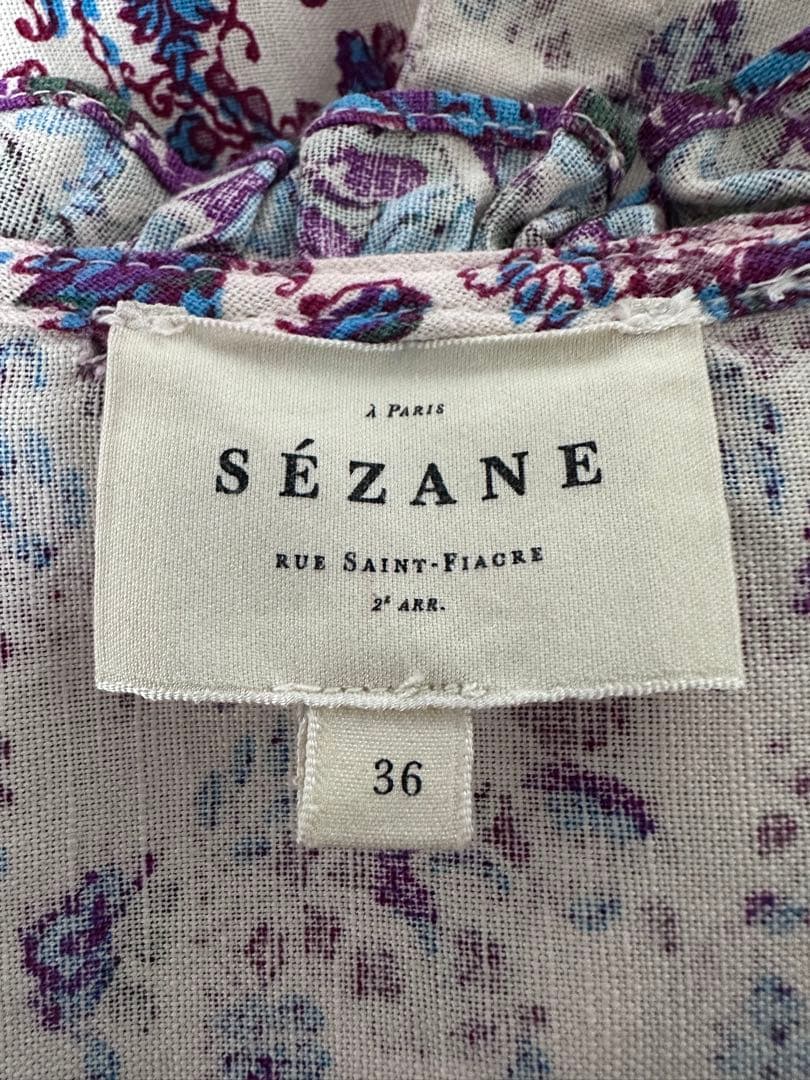 À PARIS
SÉZANE
RUE SAINT-FIACRE
2E ARR.
36